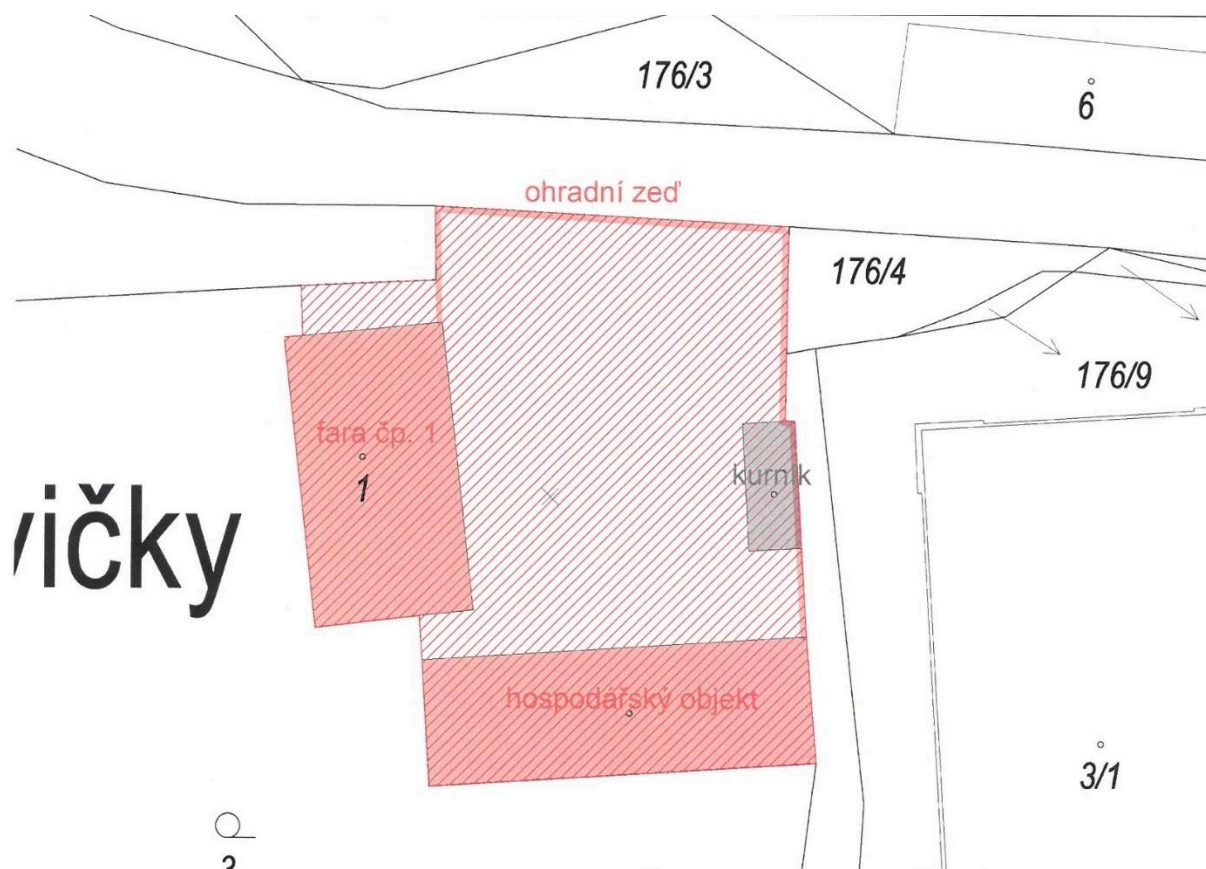 176/3
6
ohradní zeď
176/4
176/9
fara čp. 1
1
kurník
vičky
hospodářský objekt
3/1
3